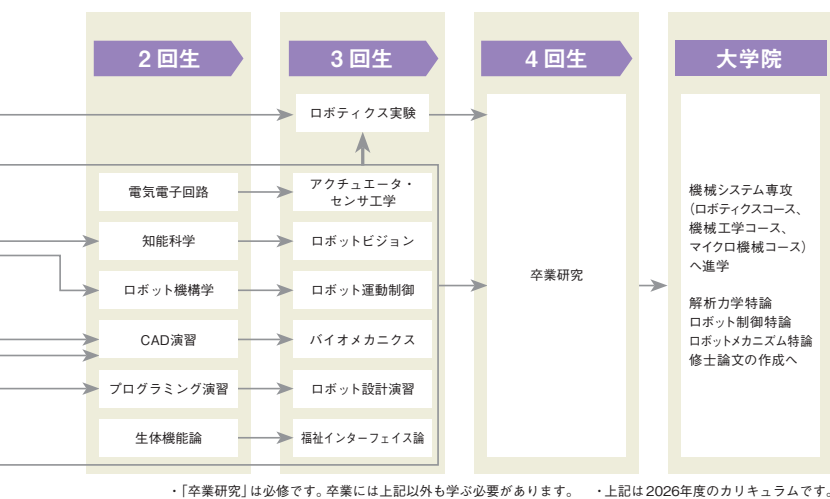 2回生
3回生
4回生
大学院
ロボティクス実験
電気電子回路
アクチュエータ・
センサ工学
知能科学
ロボットビジョン
ロボット機構学
ロボット運動制御
CAD演習
バイオメカニクス
プログラミング演習
ロボット設計演習
生体機能論
福祉インターフェイス論
卒業研究
機械システム専攻
(ロボティクスコース、
機械工学コース、
マイクロ機械コース)
へ進学
解析力学特論
ロボット制御特論
ロボットメカニズム特論
修士論文の作成へ
・「卒業研究」は必修です。卒業には上記以外も学ぶ必要があります。 ・上記は2026年度のカリキュラムです。